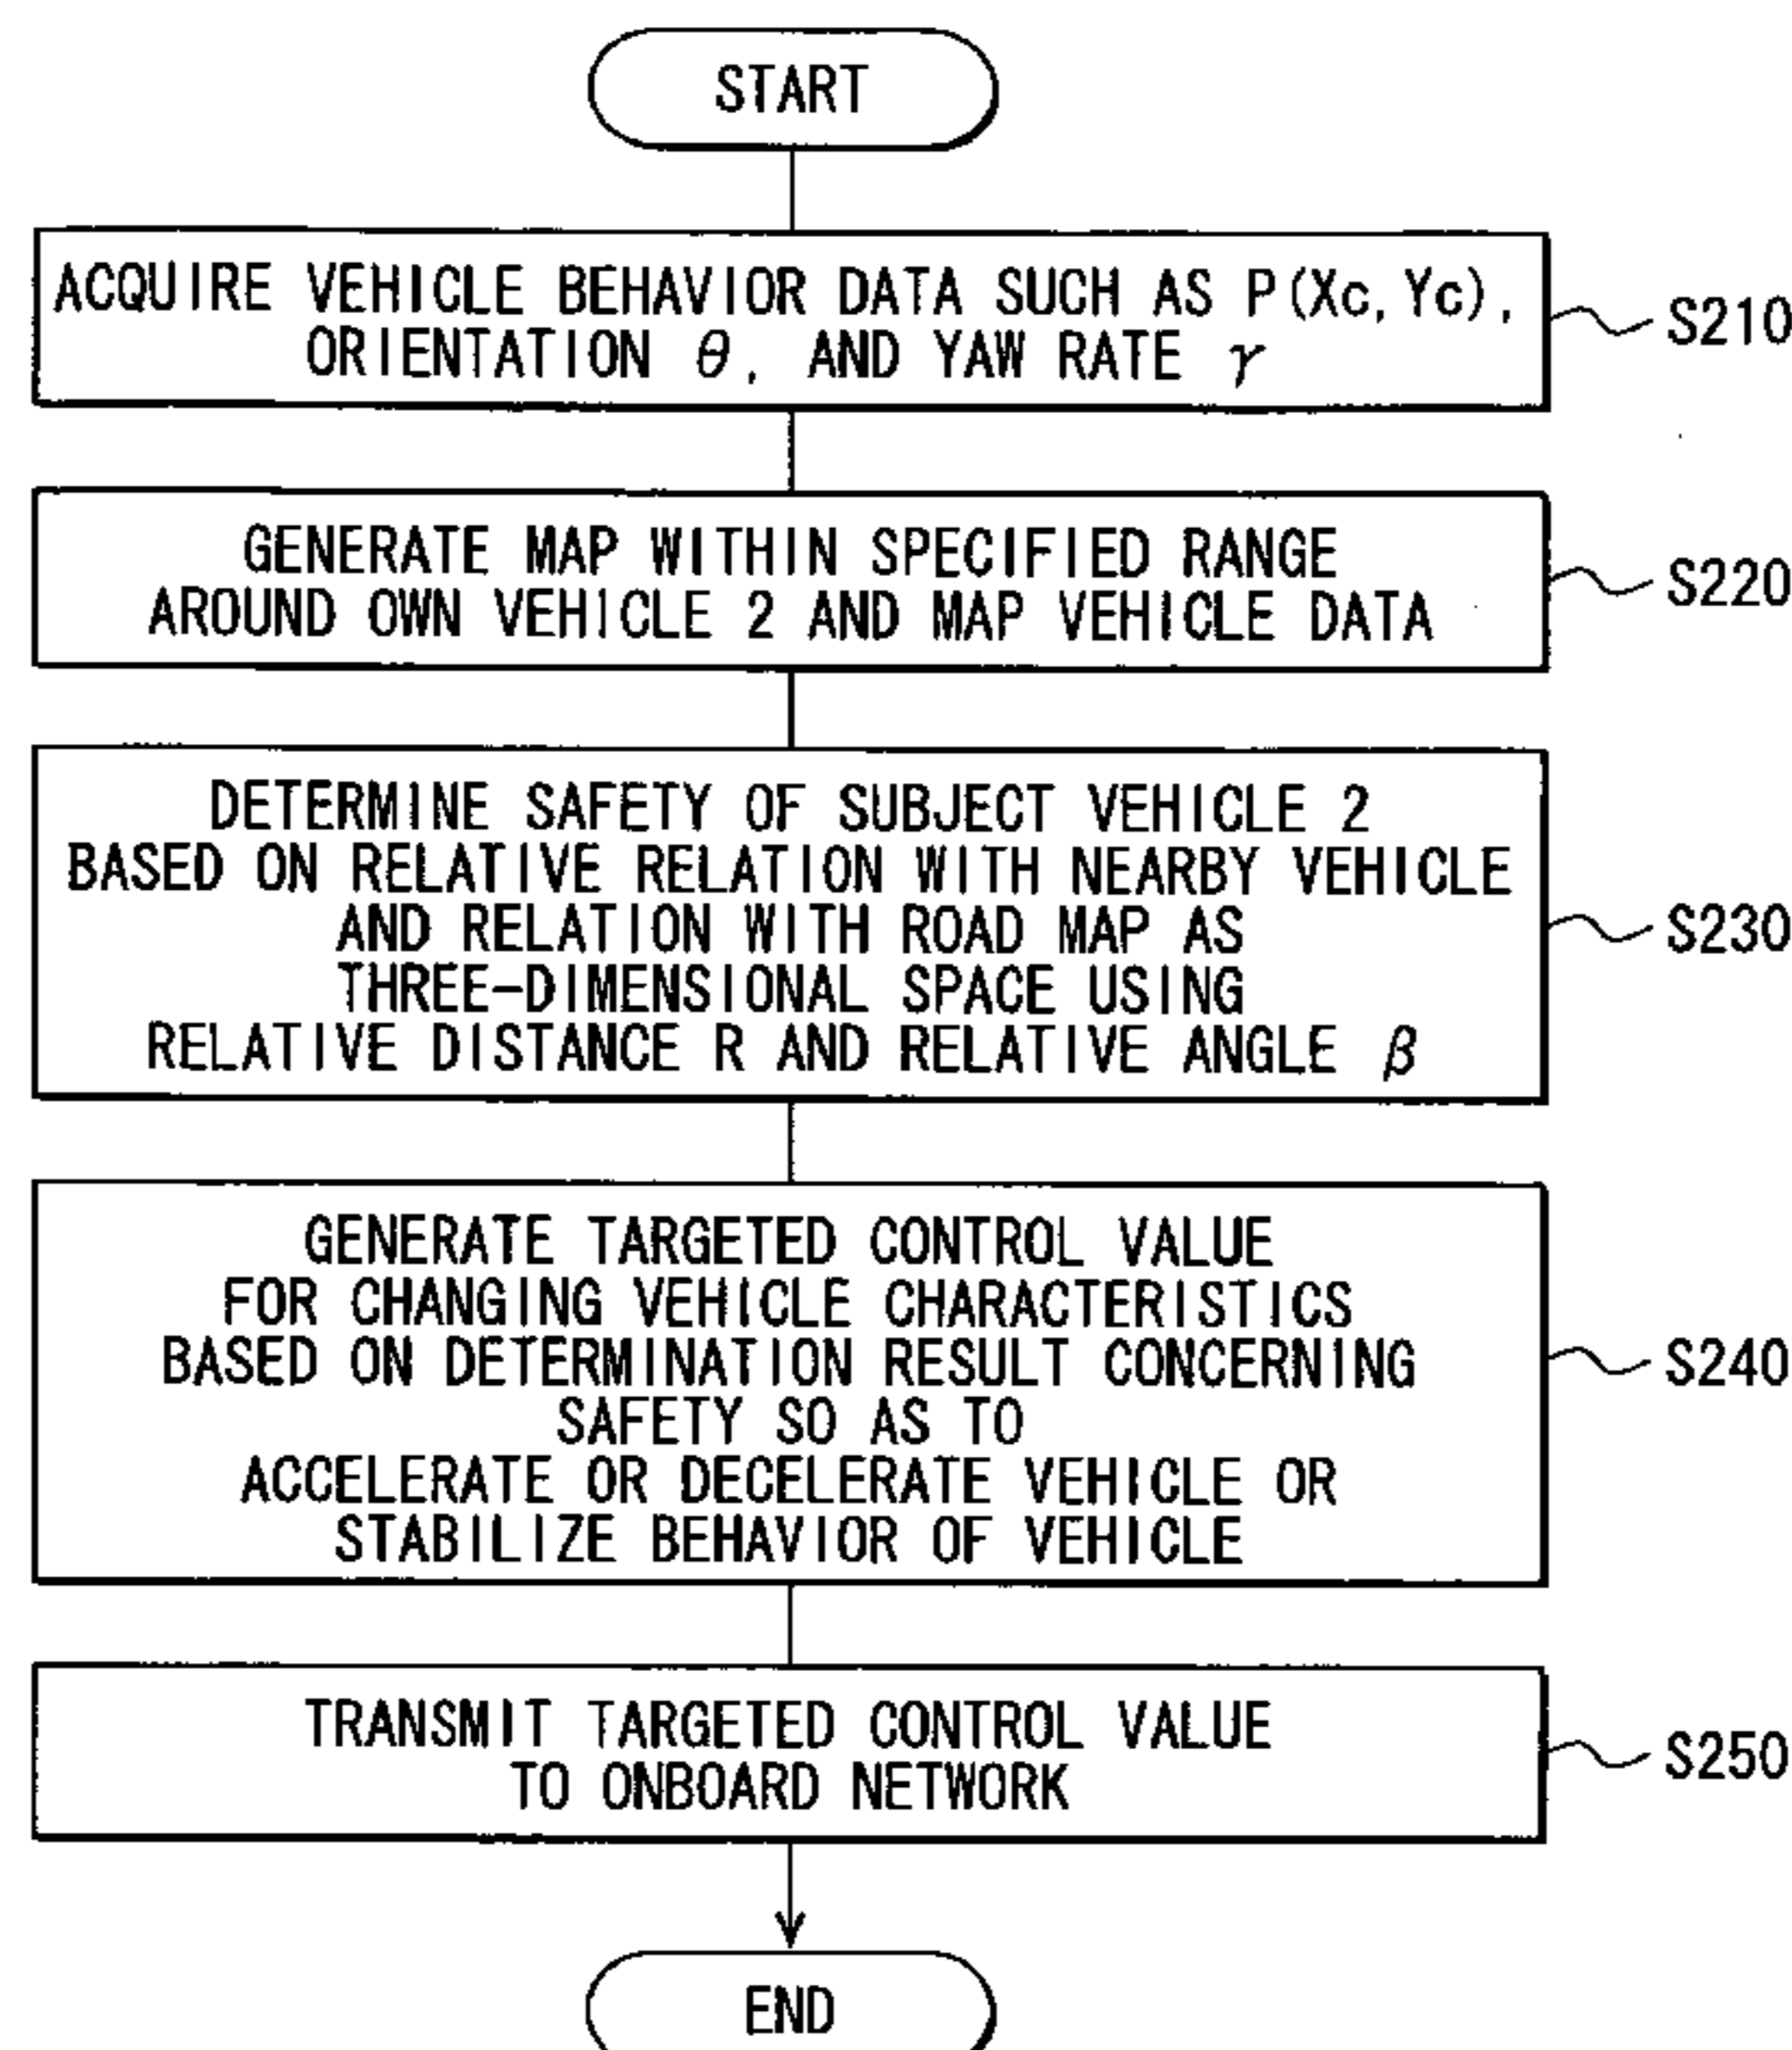 START
ACQUIRE VEHICLE BEHAVIOR DATA SUCH AS P(Xc, Yc),
ORIENTATION θ, AND YAW RATE γ
S210
GENERATE MAP WITHIN SPECIFIED RANGE
AROUND OWN VEHICLE 2 AND MAP VEHICLE DATA
S220
DETERMINE SAFETY OF SUBJECT VEHICLE 2
BASED ON RELATIVE RELATION WITH NEARBY VEHICLE
AND RELATION WITH ROAD MAP AS
THREE-DIMENSIONAL SPACE USING
RELATIVE DISTANCE R AND RELATIVE ANGLE β
S230
GENERATE TARGETED CONTROL VALUE
FOR CHANGING VEHICLE CHARACTERISTICS
BASED ON DETERMINATION RESULT CONCERNING
SAFETY SO AS TO
ACCELERATE OR DECELERATE VEHICLE OR
STABILIZE BEHAVIOR OF VEHICLE
S240
TRANSMIT TARGETED CONTROL VALUE
TO ONBOARD NETWORK
S250
END